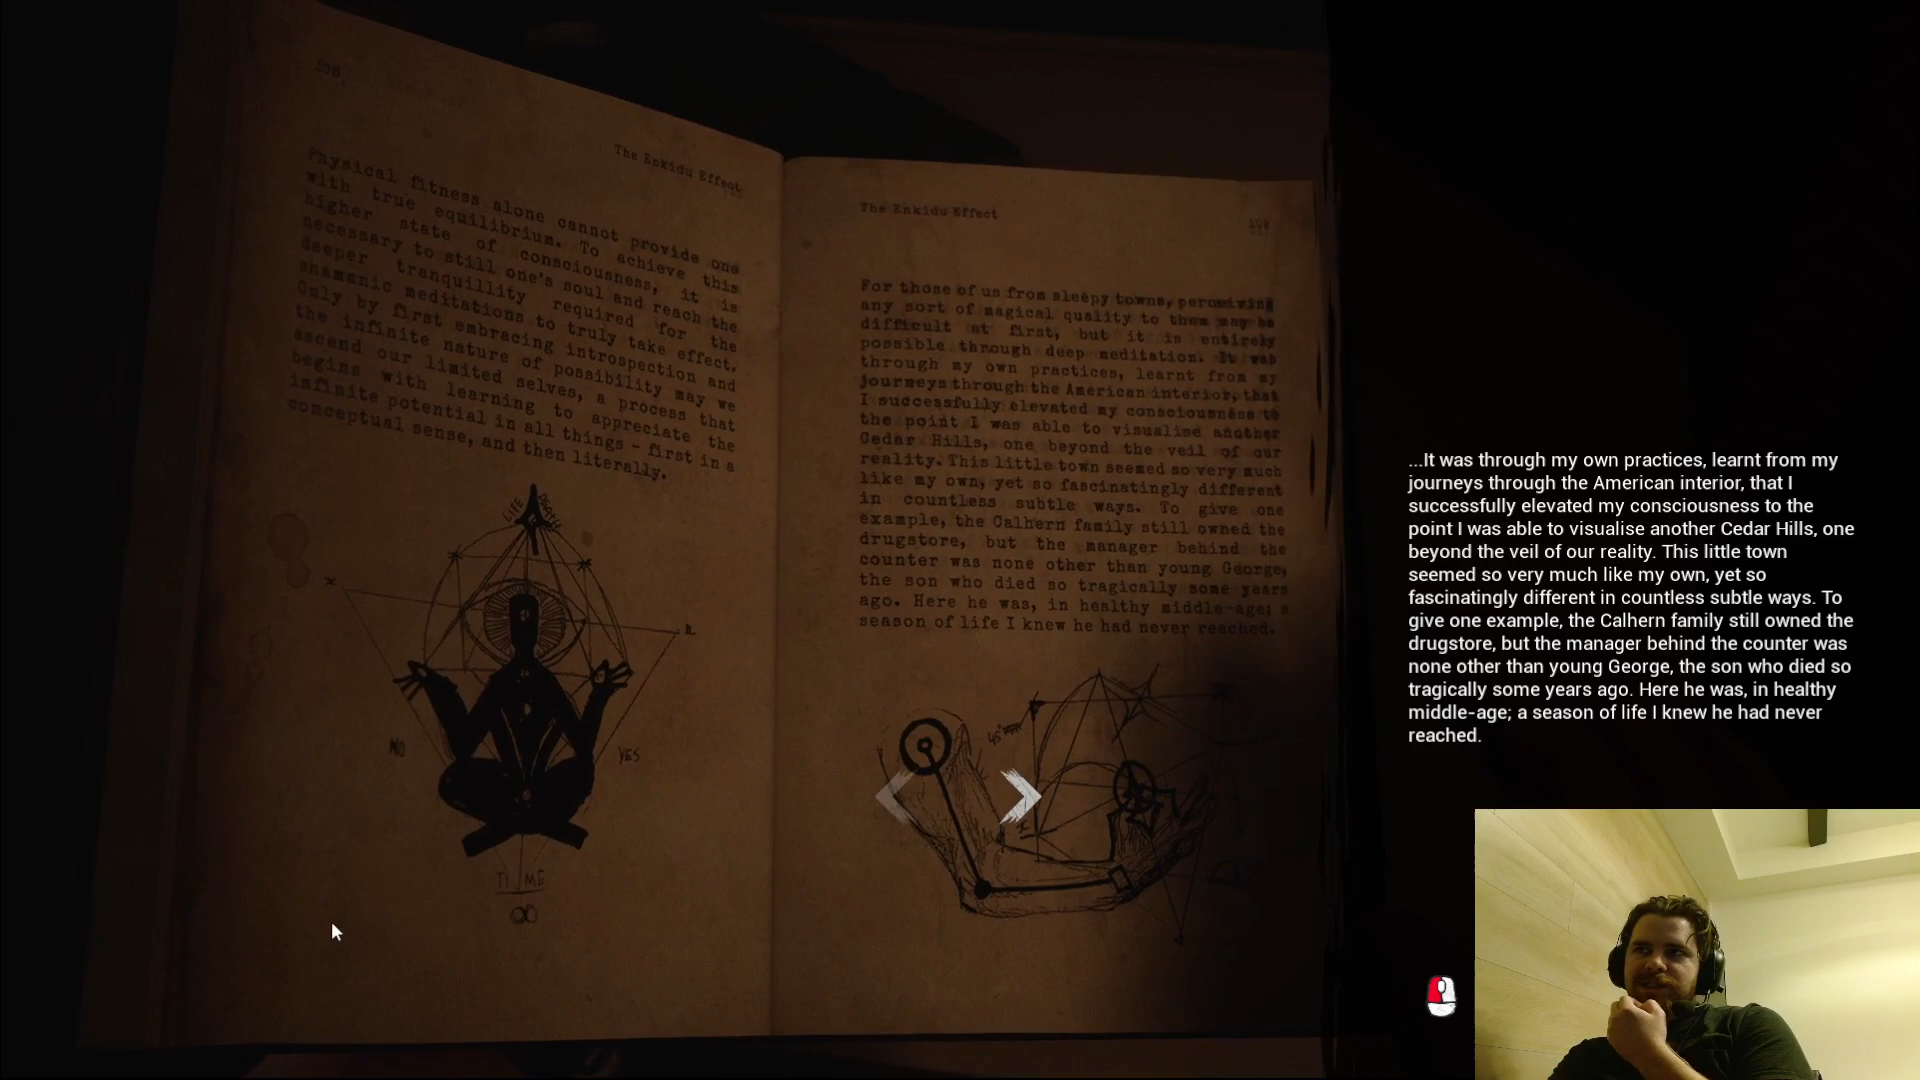 108
The Enkidu Effect
Physical fitness alone cannot provide one
with true equilibrium. To achieve this
higher state of consciousness, it is
necessary to still one's soul and reach the
deeper tranquillity required for the
shamanic meditations to truly take effect.
Only by first embracing introspection and
the infinite nature of possibility may we
ascend our limited selves, a process that
begins with learning to appreciate the
infinite potential in all things - first in a
conceptual sense, and then literally.
LIFE
DEATH
NO
YES
TIME
∞
The Enkidu Effect
109
For those of us from sleepy towns, perceiving
any sort of magical quality to them may be
difficult at first, but it is entirely
possible through deep meditation. It was
through my own practices, learnt from my
journeys through the American interior, that
I successfully elevated my consciousness to
the point I was able to visualise another
Cedar Hills, one beyond the veil of our
reality. This little town seemed so very much
like my own, yet so fascinatingly different
in countless subtle ways. To give one
example, the Calhern family still owned the
drugstore, but the manager behind the
counter was none other than young George,
the son who died so tragically some years
ago. Here he was, in healthy middle-age; a
season of life I knew he had never reached.
45°
...It was through my own practices, learnt from my
journeys through the American interior, that I
successfully elevated my consciousness to the
point I was able to visualise another Cedar Hills, one
beyond the veil of our reality. This little town
seemed so very much like my own, yet so
fascinatingly different in countless subtle ways. To
give one example, the Calhern family still owned the
drugstore, but the manager behind the counter was
none other than young George, the son who died so
tragically some years ago. Here he was, in healthy
middle-age; a season of life I knew he had never
reached.